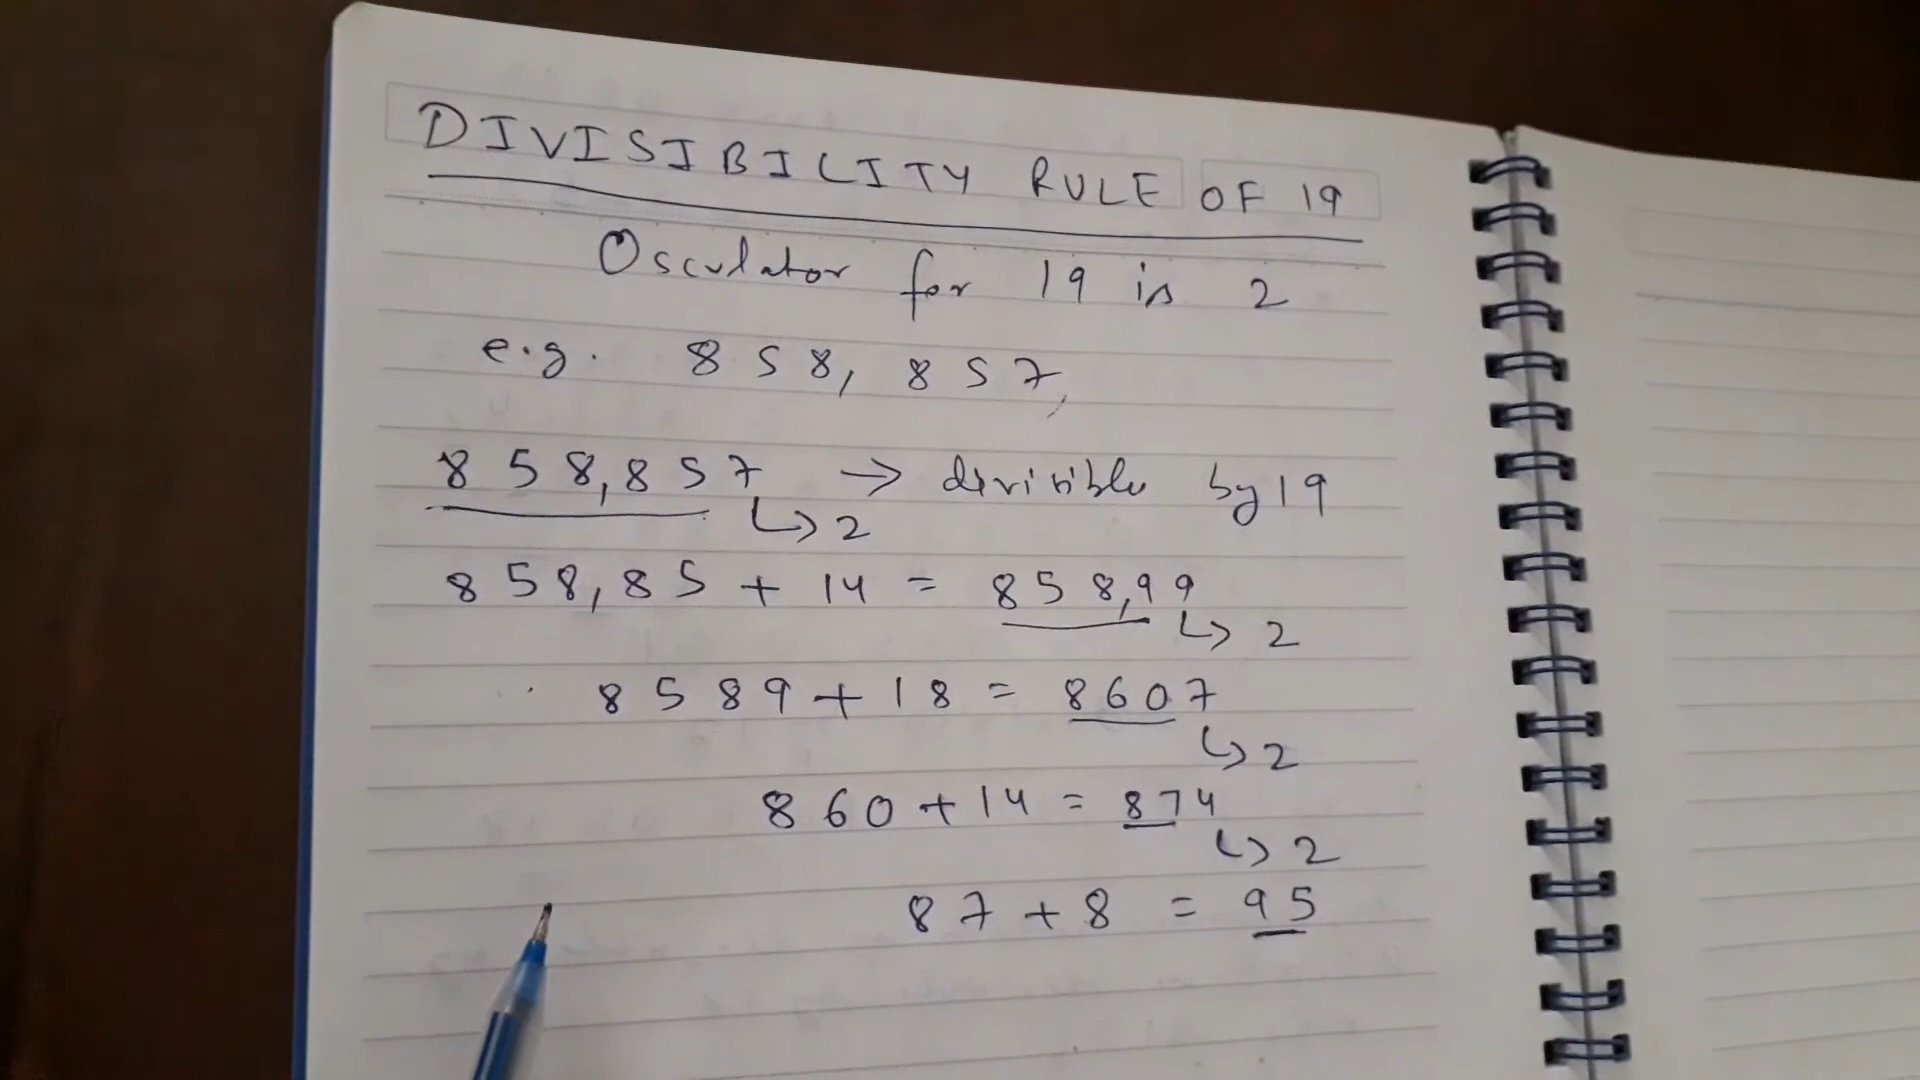 DIVISIBILITY RULE OF 19
Osculator for 19 is 2
e.g. 858, 857,
858,857 → divisible by 19
↳ 2
858,85 + 14 = 858,99
↳ 2
8589 + 18 = 8607
↳ 2
860 + 14 = 874
↳ 2
87 + 8 = 95